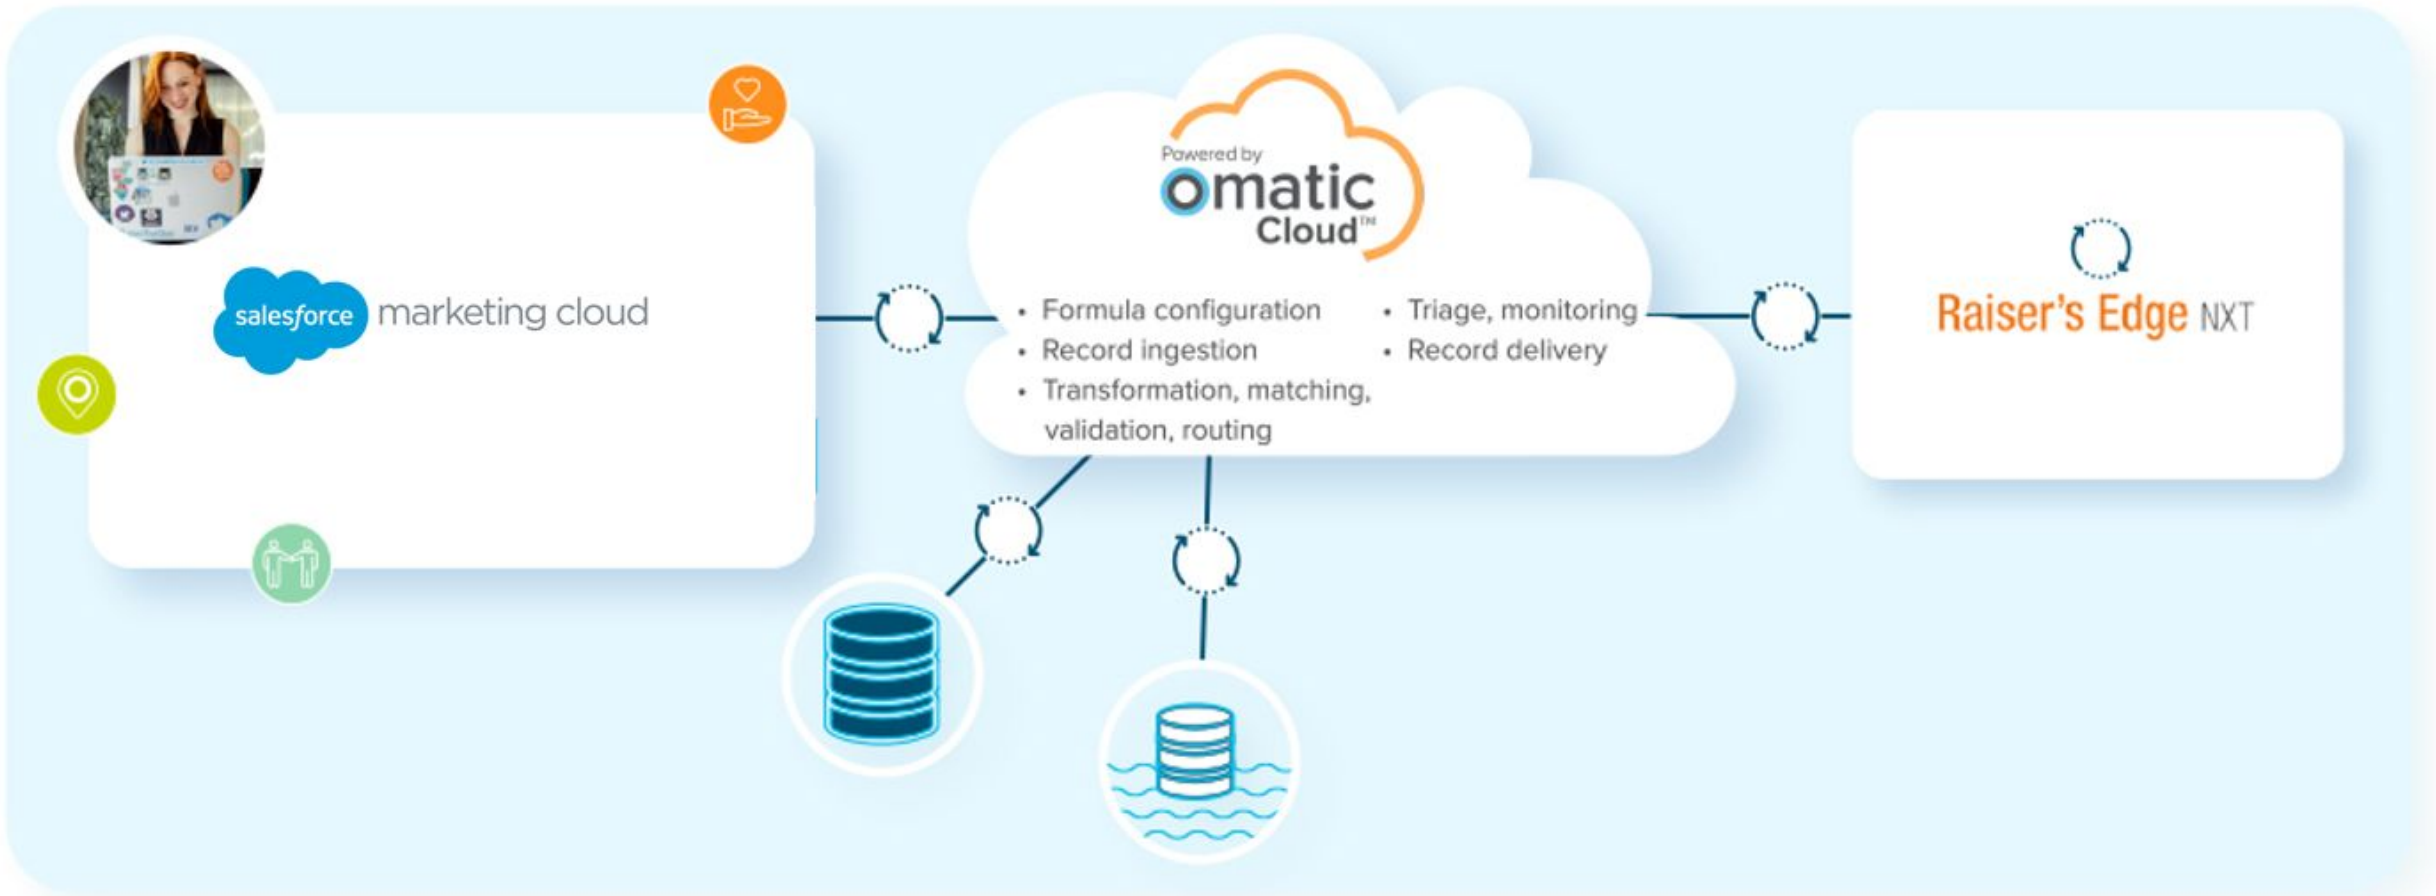 salesforce marketing cloud
Powered by
omatic
Cloud™
• Formula configuration
• Record ingestion
• Transformation, matching,
validation, routing
• Triage, monitoring
• Record delivery
Raiser's Edge NXT